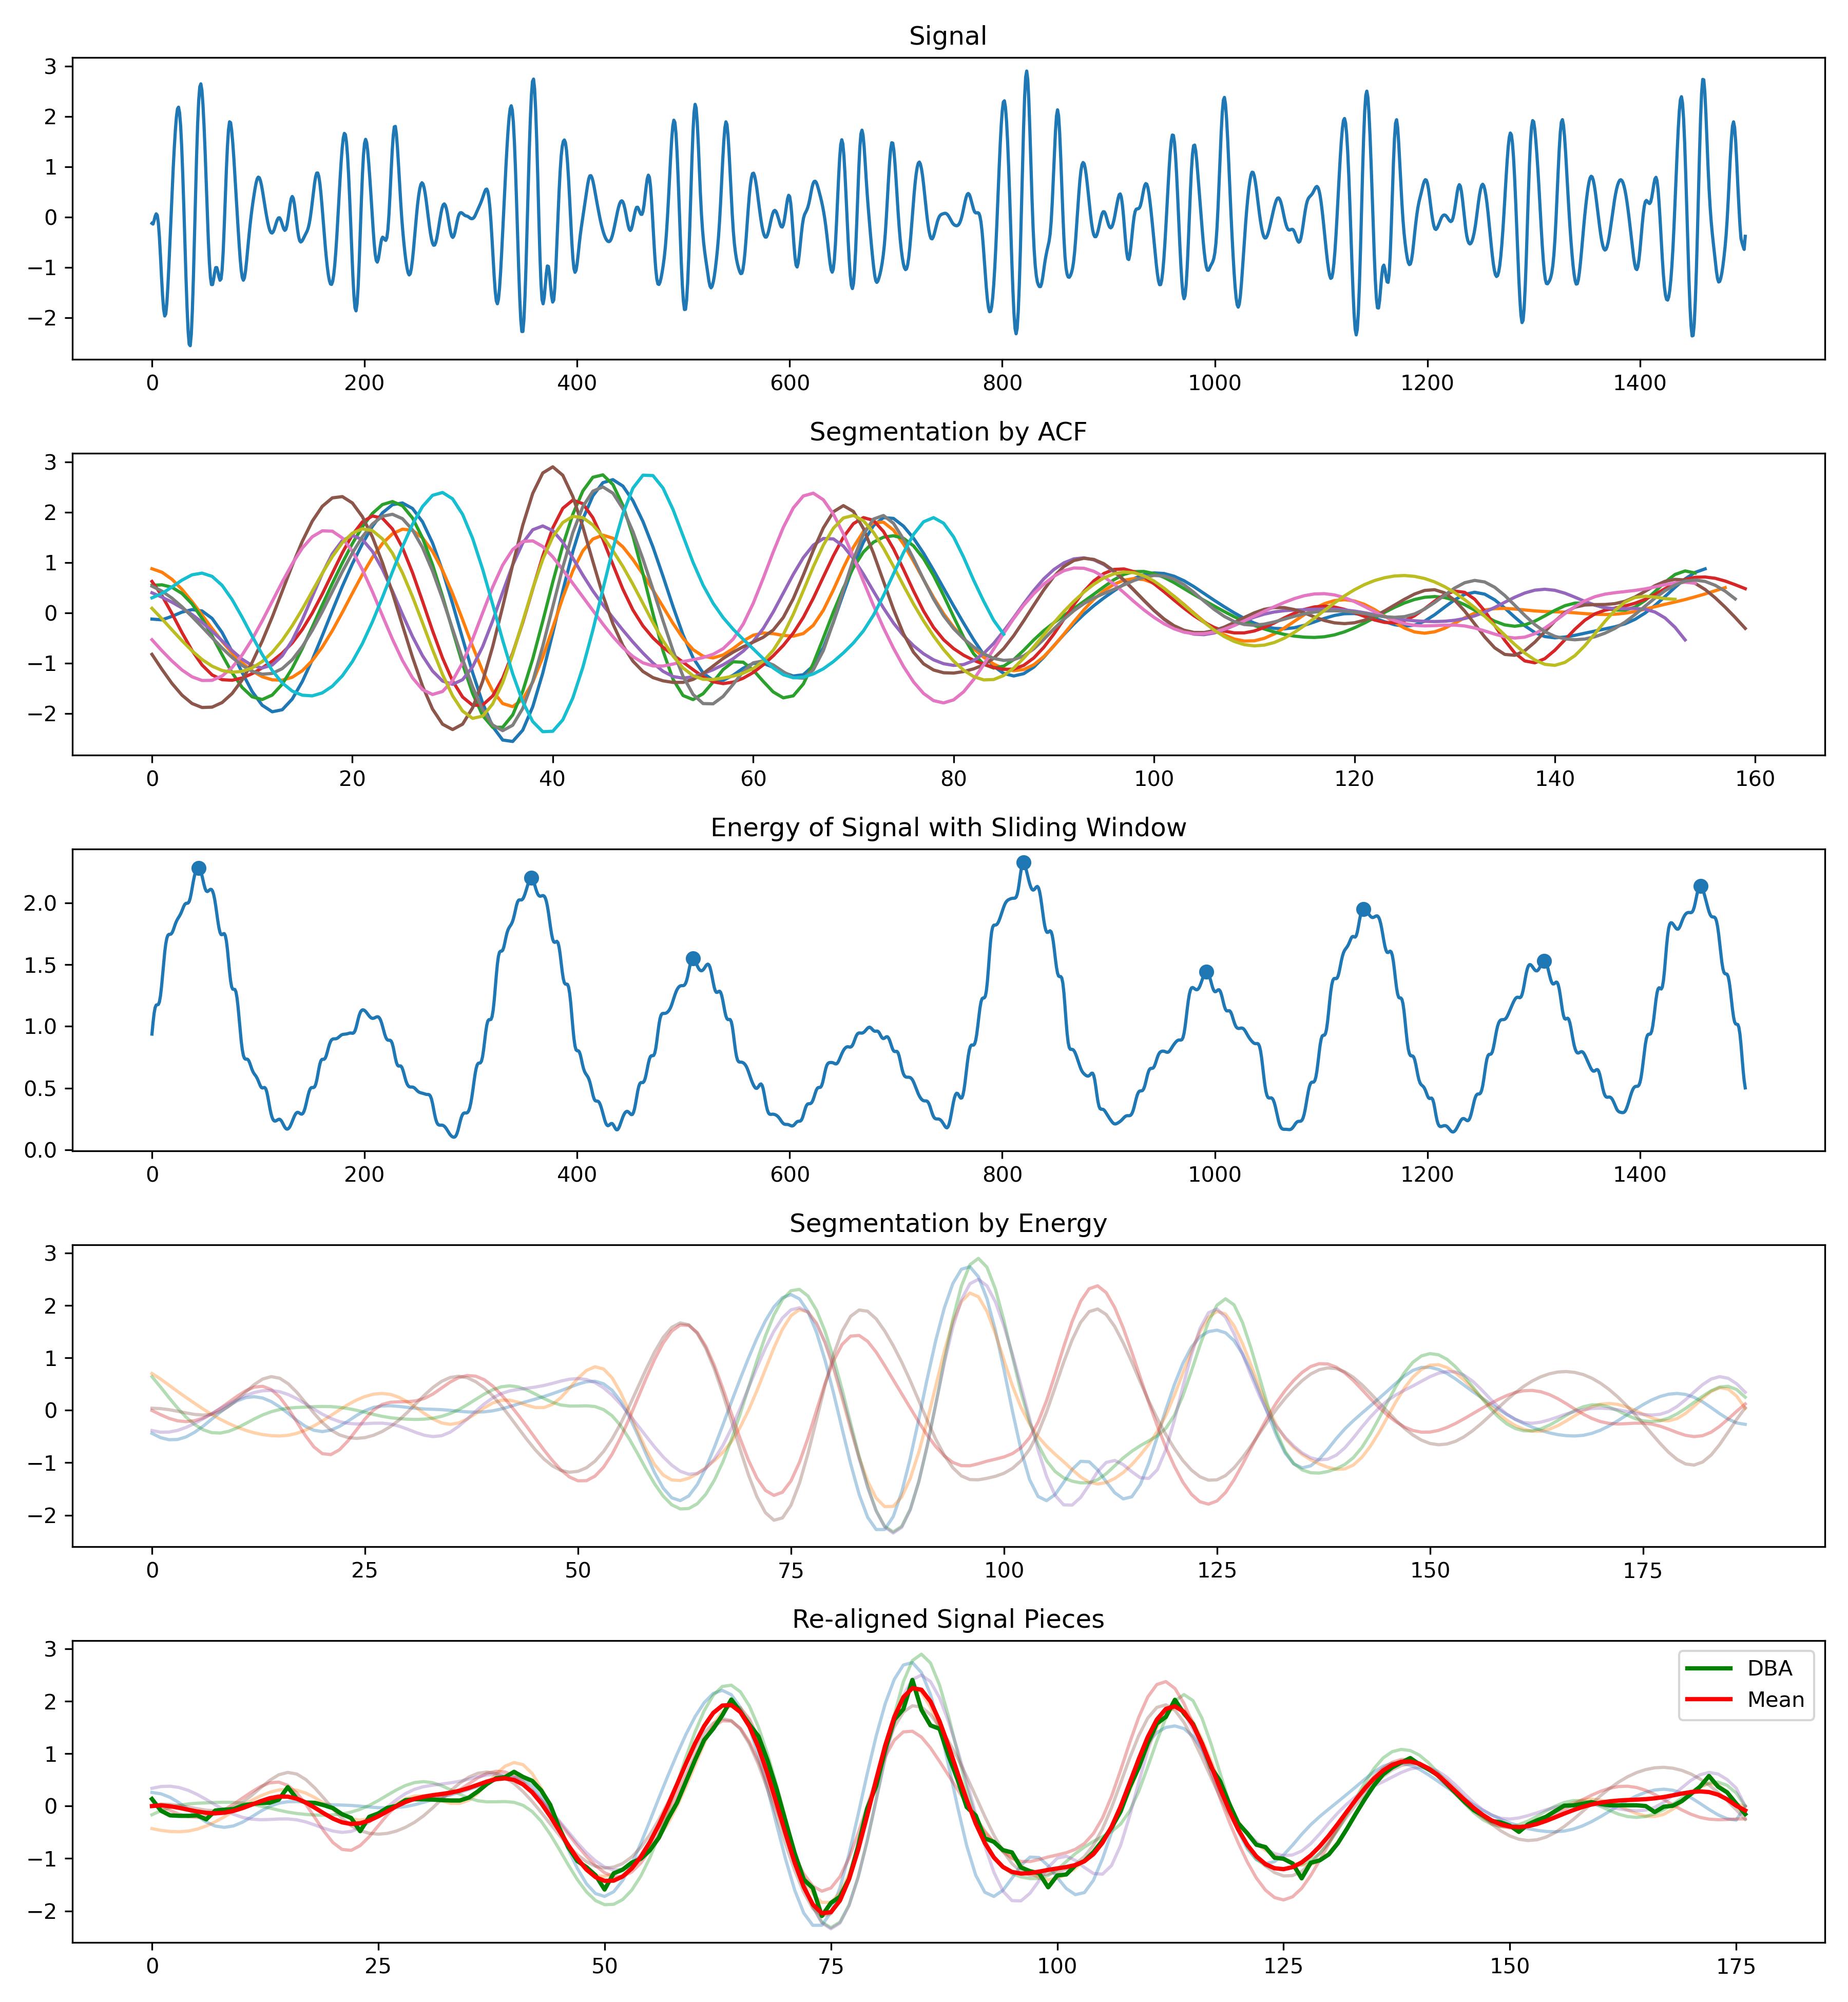 Signal
3
2
1
0
−1
−2
0 200 400 600 800 1000 1200 1400
Segmentation by ACF
3
2
1
0
−1
−2
0 20 40 60 80 100 120 140 160
Energy of Signal with Sliding Window
2.0
1.5
1.0
0.5
0.0
0 200 400 600 800 1000 1200 1400
Segmentation by Energy
3
2
1
0
−1
−2
0 25 50 75 100 125 150 175
Re-aligned Signal Pieces
3
2
1
0
−1
−2
DBA
Mean
0 25 50 75 100 125 150 175